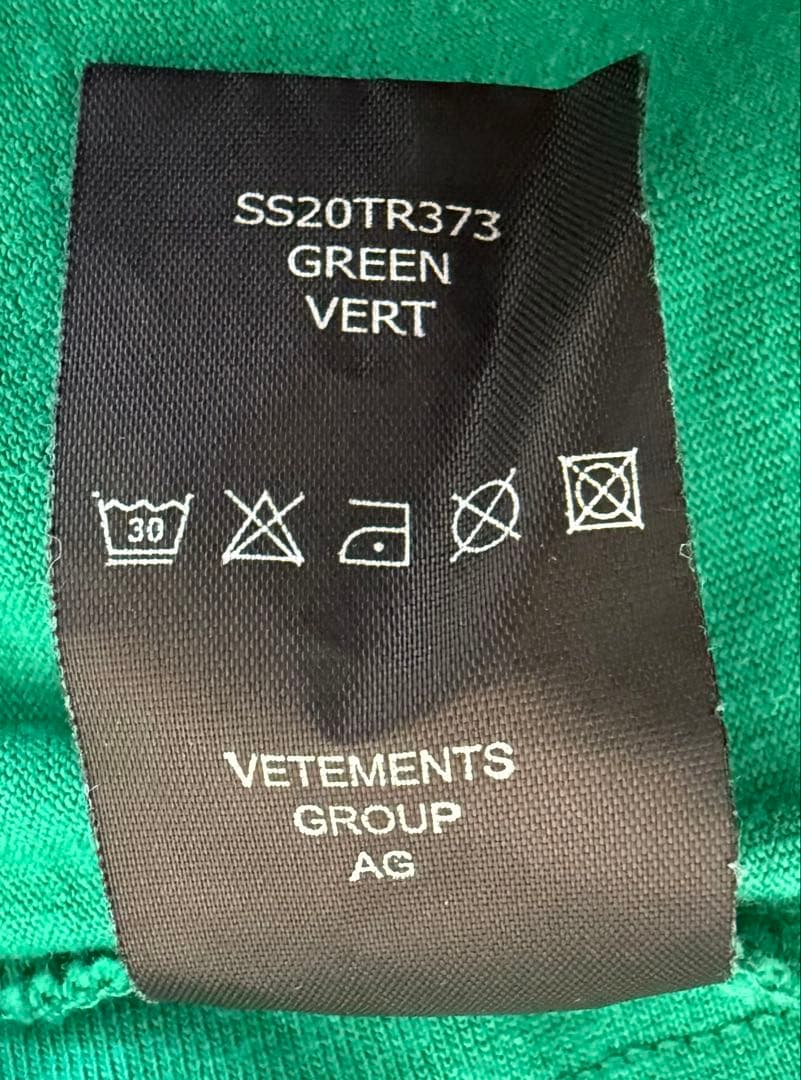 SS20TR373
GREEN
VERT
30
VETEMENTS
GROUP
AG